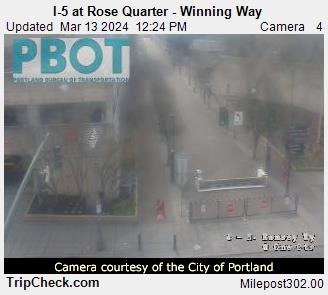 I-5 at Rose Quarter - Winning Way
Updated Mar 13 2024 12:24 PM Camera 4
PBOT
PORTLAND BUREAU OF TRANSPORTATION
Camera courtesy of the City of Portland
TripCheck.com Milepost302.00